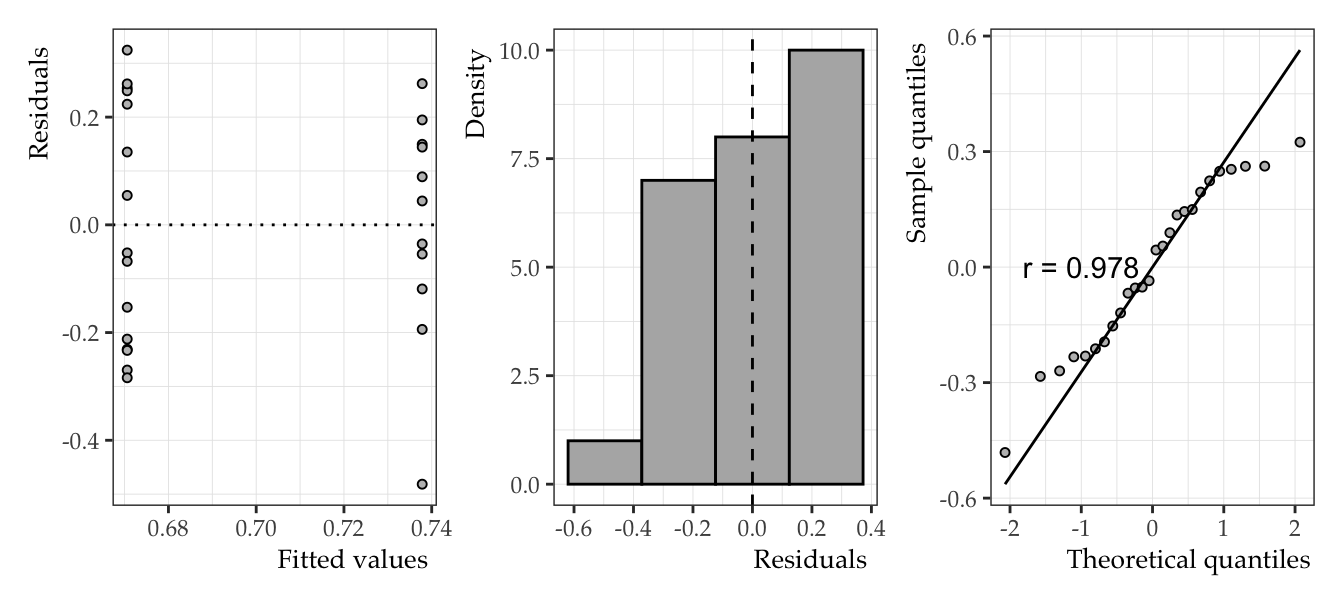 Residuals
0.2
0.0
-0.2
-0.4
0.68 0.70 0.72 0.74
Fitted values
Density
10.0
7.5
5.0
2.5
0.0
-0.6 -0.4 -0.2 0.0 0.2 0.4
Residuals
Sample quantiles
0.6
0.3
0.0
-0.3
-0.6
r = 0.978
-2 -1 0 1 2
Theoretical quantiles